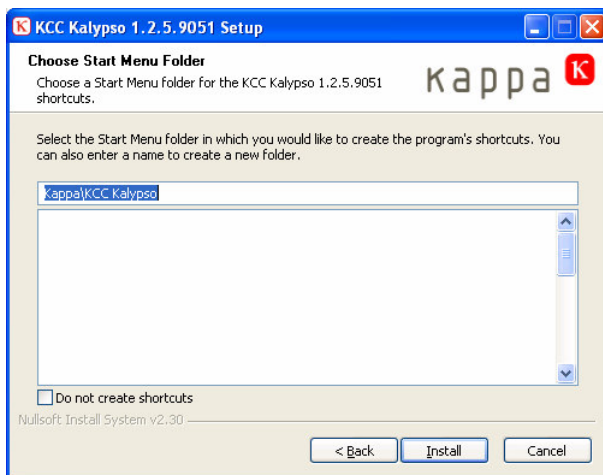 KCC Kalypso 1.2.5.9051 Setup
Choose Start Menu Folder
Choose a Start Menu folder for the KCC Kalypso 1.2.5.9051
shortcuts.
kappa K
Select the Start Menu folder in which you would like to create the program's shortcuts. You
can also enter a name to create a new folder.
Kappa\KCC Kalypso
Do not create shortcuts
Nullsoft Install System v2.30
< Back Install Cancel